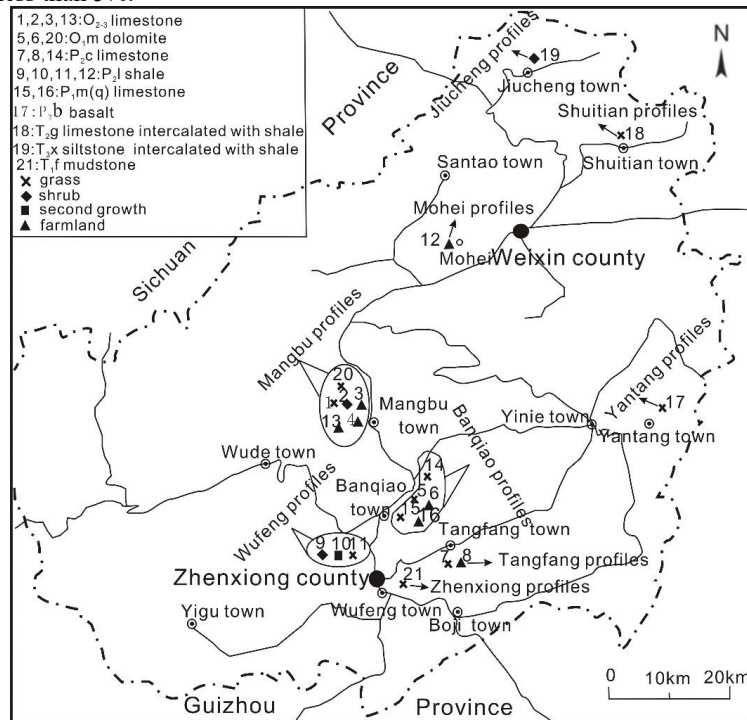 1,2,3,13:O₂₋₃ limestone
5,6,20:O₁m dolomite
7,8,14:P₂c limestone
9,10,11,12:P₂l shale
15,16:P₁m(q) limestone
17:P₂b basalt
18:T₂g limestone intercalated with shale
19:T₃x siltstone intercalated with shale
21:T₁f mudstone
grass
shrub
second growth
farmland
N
Province
Jiucheng profiles
19
Jiucheng town
Shuitian profiles
18
Shuitian town
Santao town
Mohei profiles
12
Mohei
Weixin county
Sichuan
Mangbu profiles
20
1 2 3
13 4
Mangbu
town
Yantang profiles
17
Yinie town
Yantang town
Banqiao profiles
14
5 6
15 16
Wude town
Banqiao
town
Wufeng profiles
9 10 11
Tangfang town
7 8
Tangfang profiles
Zhenxiong county
21
Zhenxiong profiles
Wufeng town
Yigu town
Boji town
0 10km 20km
Guizhou Province